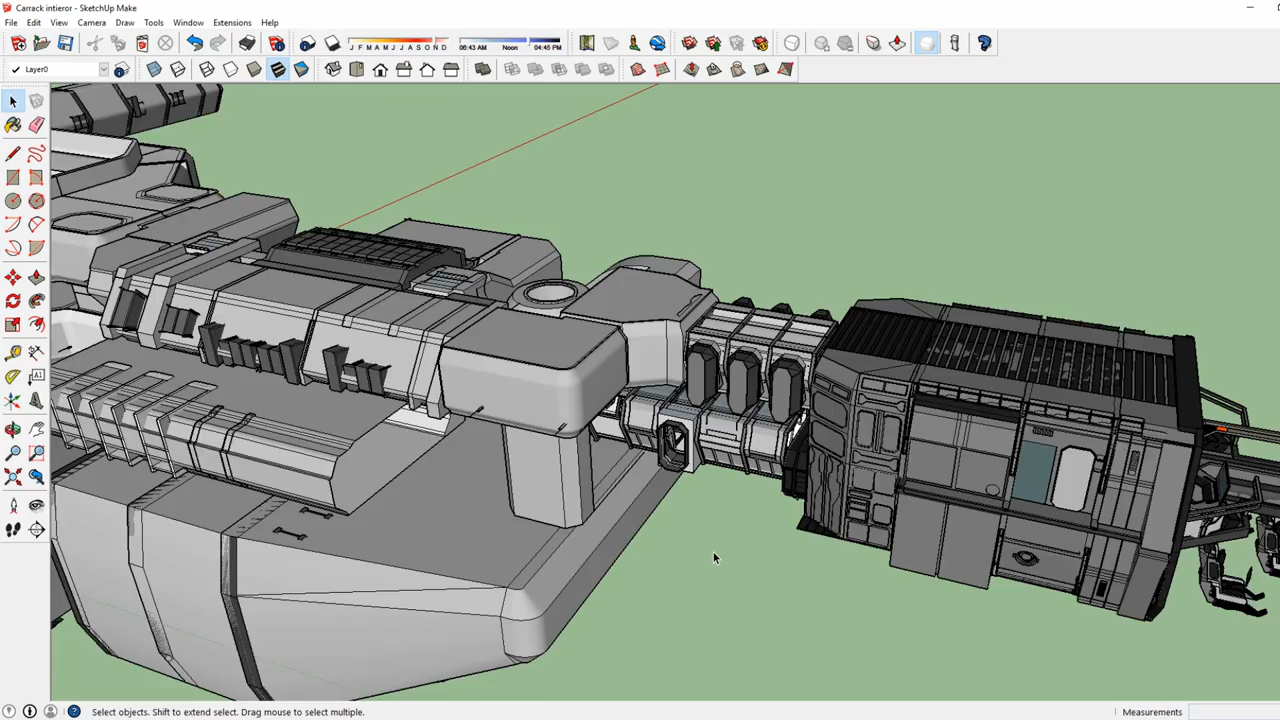 Carrack intieror - SketchUp Make
File Edit View Camera Draw Tools Window Extensions Help
J F M A M J J A S O N D
06:43 AM Noon 04:45 PM
Layer0
A1
Select objects. Shift to extend select. Drag mouse to select multiple.
Measurements